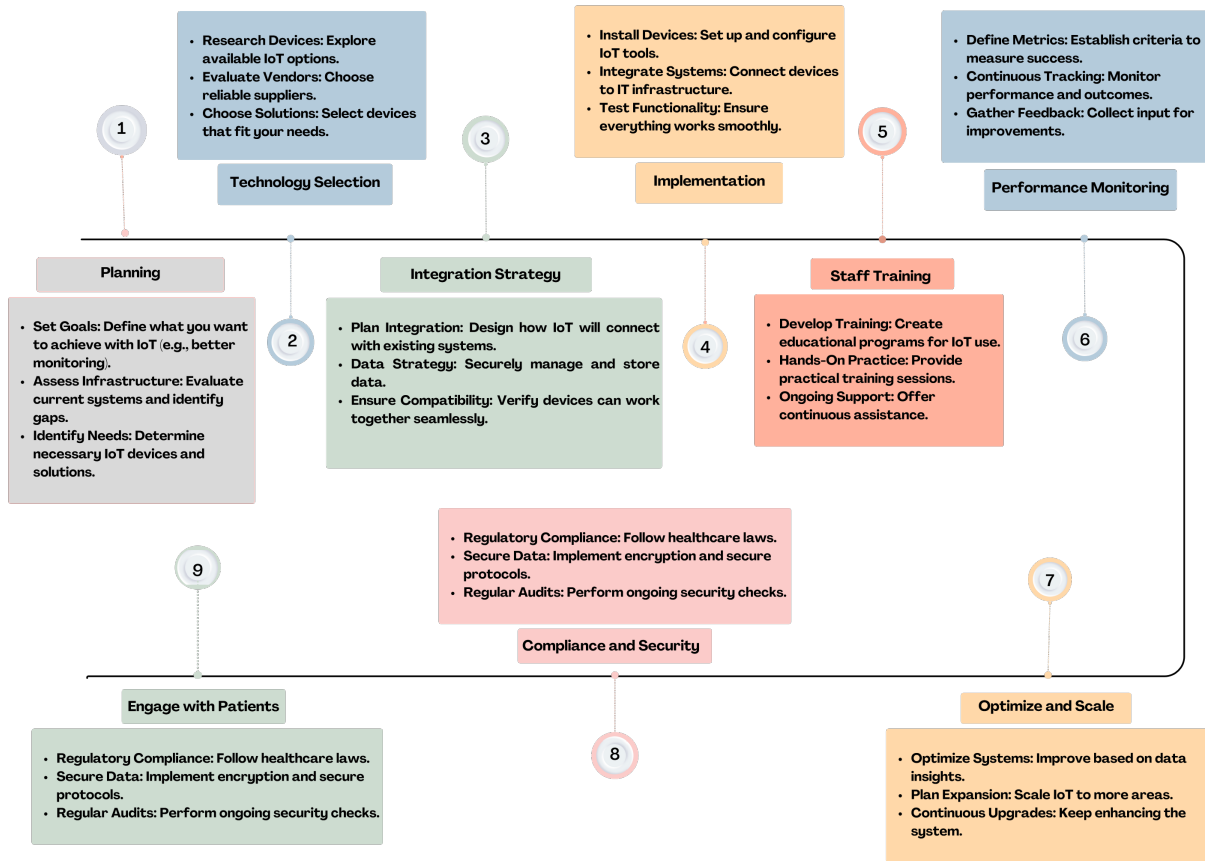 1
Planning
• Set Goals: Define what you want
to achieve with IoT (e.g., better
monitoring).
• Assess Infrastructure: Evaluate
current systems and identify
gaps.
• Identify Needs: Determine
necessary IoT devices and
solutions.
• Research Devices: Explore
available IoT options.
• Evaluate Vendors: Choose
reliable suppliers.
• Choose Solutions: Select devices
that fit your needs.
Technology Selection
2
3
Integration Strategy
• Plan Integration: Design how IoT will connect
with existing systems.
• Data Strategy: Securely manage and store
data.
• Ensure Compatibility: Verify devices can work
together seamlessly.
• Install Devices: Set up and configure
IoT tools.
• Integrate Systems: Connect devices
to IT infrastructure.
• Test Functionality: Ensure
everything works smoothly.
Implementation
4
5
Staff Training
• Develop Training: Create
educational programs for IoT use.
• Hands-On Practice: Provide
practical training sessions.
• Ongoing Support: Offer
continuous assistance.
• Define Metrics: Establish criteria to
measure success.
• Continuous Tracking: Monitor
performance and outcomes.
• Gather Feedback: Collect input for
improvements.
Performance Monitoring
6
7
Optimize and Scale
• Optimize Systems: Improve based on data
insights.
• Plan Expansion: Scale IoT to more areas.
• Continuous Upgrades: Keep enhancing the
system.
• Regulatory Compliance: Follow healthcare laws.
• Secure Data: Implement encryption and secure
protocols.
• Regular Audits: Perform ongoing security checks.
Compliance and Security
8
9
Engage with Patients
• Regulatory Compliance: Follow healthcare laws.
• Secure Data: Implement encryption and secure
protocols.
• Regular Audits: Perform ongoing security checks.